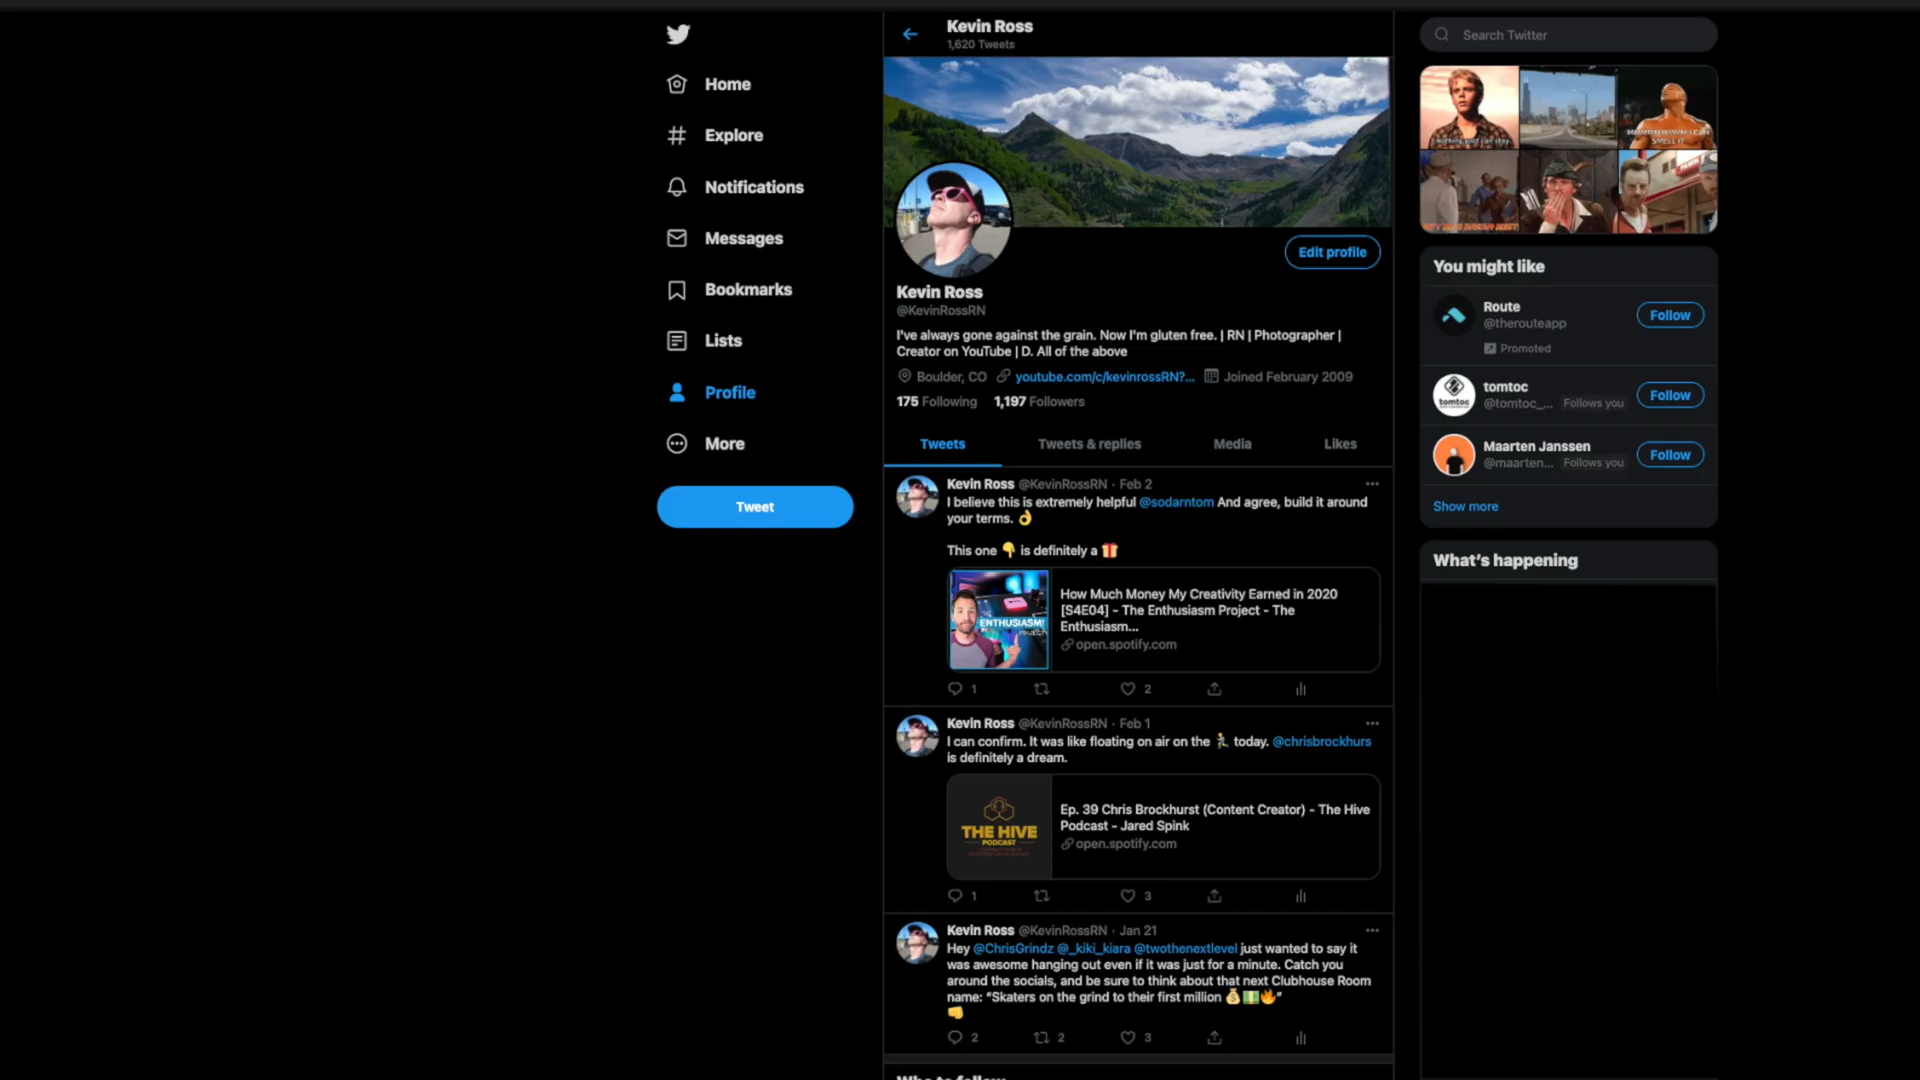 Home
Explore
Notifications
Messages
Bookmarks
Lists
Profile
More
Tweet
Kevin Ross
1,620 Tweets
Edit profile
Kevin Ross
@KevinRossRN
I've always gone against the grain. Now I'm gluten free. | RN | Photographer |
Creator on YouTube | D. All of the above
Boulder, CO youtube.com/c/kevinrossRN?... Joined February 2009
175 Following 1,197 Followers
Tweets Tweets & replies Media Likes
Kevin Ross @KevinRossRN · Feb 2
I believe this is extremely helpful @sodarntom And agree, build it around
your terms. 👌
This one 👇 is definitely a 🎁
ENTHUSIASM!
How Much Money My Creativity Earned in 2020
[S4E04] - The Enthusiasm Project - The
Enthusiasm...
open.spotify.com
1 2
Kevin Ross @KevinRossRN · Feb 1
I can confirm. It was like floating on air on the today. @chrisbrockhurs
is definitely a dream.
THE HIVE
PODCAST
Ep. 39 Chris Brockhurst (Content Creator) - The Hive
Podcast - Jared Spink
open.spotify.com
1 3
Kevin Ross @KevinRossRN · Jan 21
Hey @ChrisGrindz @_kiki_kiara @twothenextlevel just wanted to say it
was awesome hanging out even if it was just for a minute. Catch you
around the socials, and be sure to think about that next Clubhouse Room
name: "Skaters on the grind to their first million 💰💵🔥"
👊
2 2 3
Search Twitter
SMELL IT
You might like
Route
@therouteapp
Promoted
Follow
tomtoc
tomtoc
@tomtoc_... Follows you
Follow
Maarten Janssen
@maarten... Follows you
Follow
Show more
What's happening